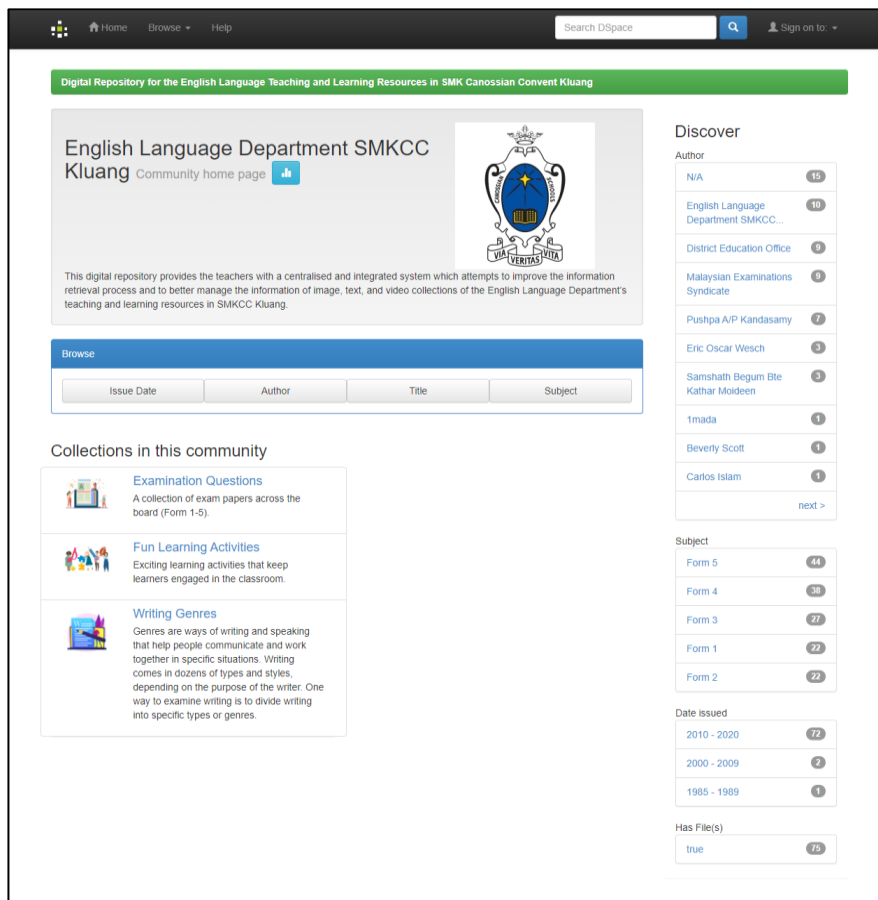 Home Browse Help Search DSpace Sign on to:
Digital Repository for the English Language Teaching and Learning Resources in SMK Canossian Convent Kluang
English Language Department SMKCC
Kluang Community home page
CANOSSIAN SCHOOLS
VIA VERITAS VITA
This digital repository provides the teachers with a centralised and integrated system which attempts to improve the information
retrieval process and to better manage the information of image, text, and video collections of the English Language Department's
teaching and learning resources in SMKCC Kluang.
Browse
Issue Date Author Title Subject
Collections in this community
Examination Questions
A collection of exam papers across the
board (Form 1-5).
Fun Learning Activities
Exciting learning activities that keep
learners engaged in the classroom.
Writing Genres
Genres are ways of writing and speaking
that help people communicate and work
together in specific situations. Writing
comes in dozens of types and styles,
depending on the purpose of the writer. One
way to examine writing is to divide writing
into specific types or genres.
Discover
Author
N/A 15
English Language 10
Department SMKCC...
District Education Office 9
Malaysian Examinations 9
Syndicate
Pushpa A/P Kandasamy 7
Eric Oscar Wesch 3
Samshath Begum Bte 3
Kathar Moideen
1mada 1
Beverly Scott 1
Carlos Islam 1
next >
Subject
Form 5 44
Form 4 38
Form 3 27
Form 1 22
Form 2 22
Date issued
2010 - 2020 72
2000 - 2009 2
1985 - 1989 1
Has File(s)
true 75